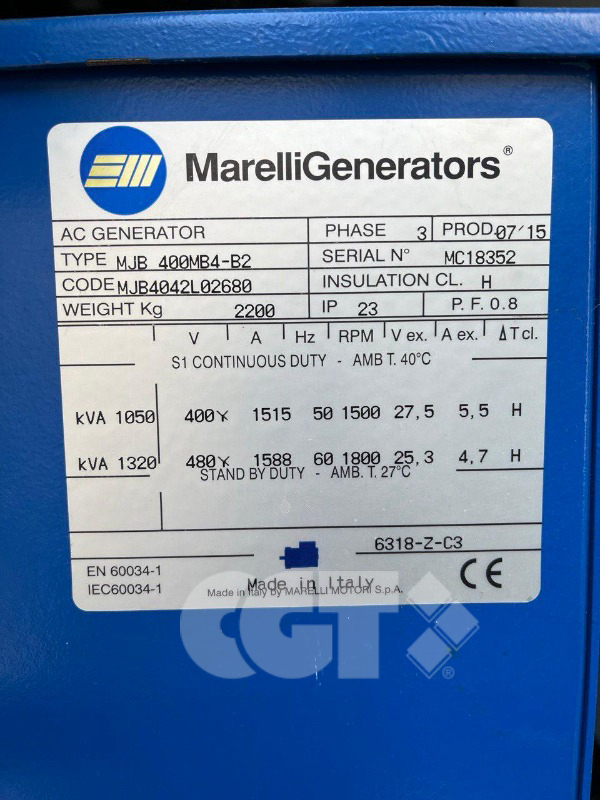 MarelliGenerators®
AC GENERATOR PHASE 3 PROD. 07'15
TYPE MJB 400MB4-B2 SERIAL N° MC18352
CODE MJB4042L02680 INSULATION CL. H
WEIGHT Kg 2200 IP 23 P.F. 0.8
V A Hz RPM V ex. A ex. ΔT cl.
S1 CONTINUOUS DUTY - AMB T. 40°C
kVA 1050 400Y 1515 50 1500 27,5 5,5 H
kVA 1320 480Y 1588 60 1800 25,3 4,7 H
STAND BY DUTY - AMB. T. 27°C
6318-Z-C3
EN 60034-1
IEC60034-1
Made in Italy
Made in Italy by MARELLI MOTORI S.p.A.
CE
CGT®